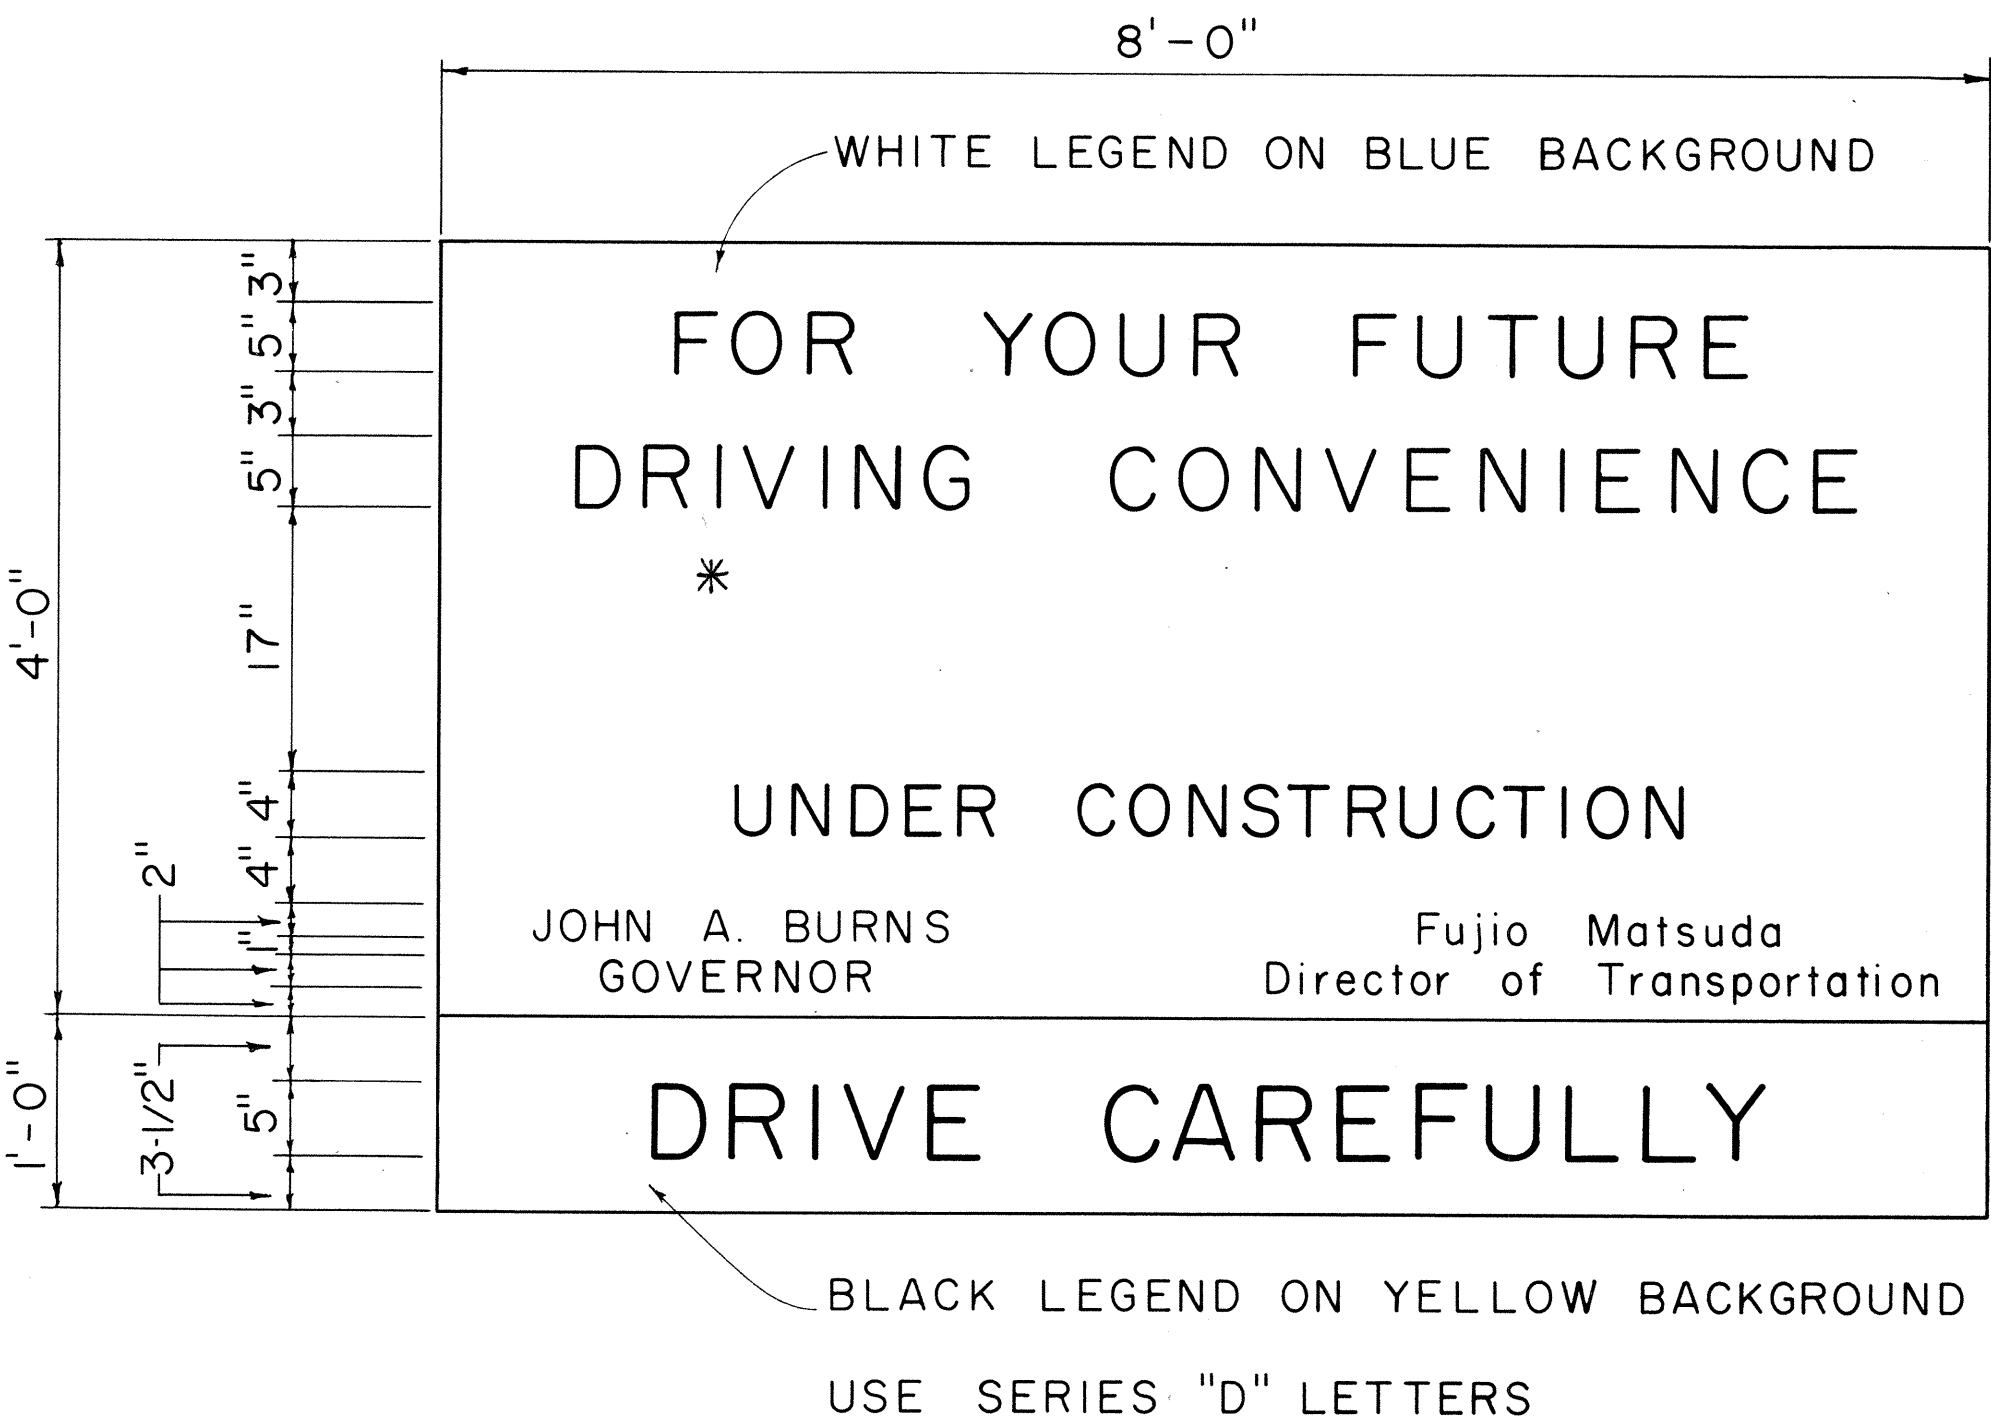 8'-0"
WHITE LEGEND ON BLUE BACKGROUND
4'-0"
3"
5"
3"
5"
17"
4"
4"
2"
1"
FOR YOUR FUTURE
DRIVING CONVENIENCE
*
UNDER CONSTRUCTION
JOHN A. BURNS
GOVERNOR
Fujio Matsuda
Director of Transportation
1'-0"
3-1/2"
5"
DRIVE CAREFULLY
BLACK LEGEND ON YELLOW BACKGROUND
USE SERIES "D" LETTERS